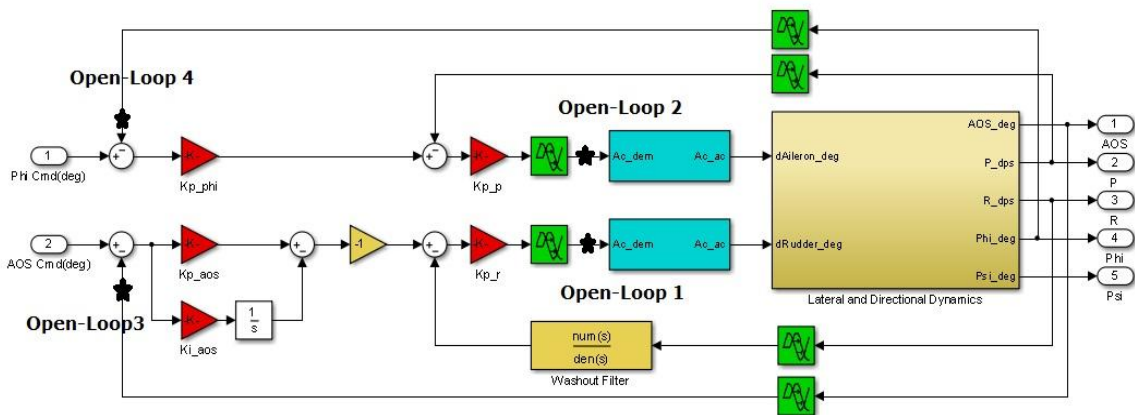 Open-Loop 4
Open-Loop 2
1
Phi Cmd(deg)
-K-
Kp_phi
-K-
Kp_p
Ac_dem
Ac_ac
dAileron_deg
AOS_deg
1
AOS
P_dps
2
P
R_dps
3
R
2
AOS Cmd(deg)
-K-
Kp_aos
-1
-K-
Kp_r
Ac_dem
Ac_ac
dRudder_deg
Phi_deg
4
Phi
Psi_deg
5
Psi
Lateral and Directional Dynamics
Open-Loop 1
Open-Loop3
-K-
Ki_aos
1
s
num(s)
den(s)
Washout Filter